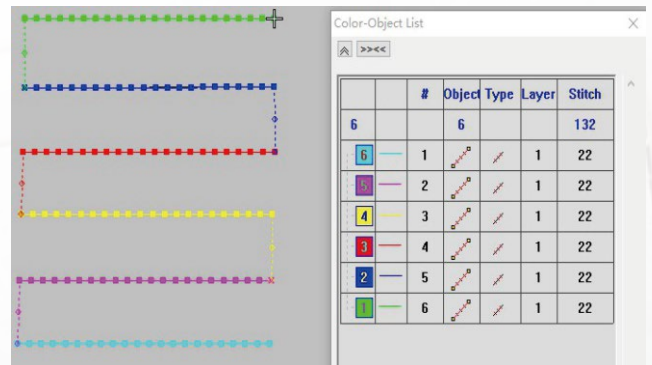 Color-Object List
>><<
# Object Type Layer Stitch
6 6 132
6 1 1 22
5 2 1 22
4 3 1 22
3 4 1 22
2 5 1 22
1 6 1 22